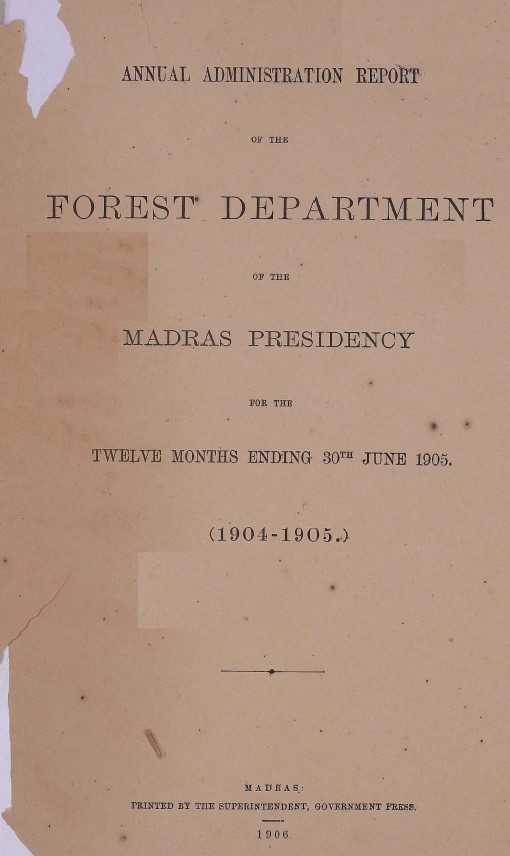 ANNUAL ADMINISTRATION REPORT
OF THE
FOREST DEPARTMENT
OF THE
MADRAS PRESIDENCY
FOR THE
TWELVE MONTHS ENDING 30TH JUNE 1905.
(1904-1905.)
MADRAS:
PRINTED BY THE SUPERINTENDENT, GOVERNMENT PRESS.
1906.